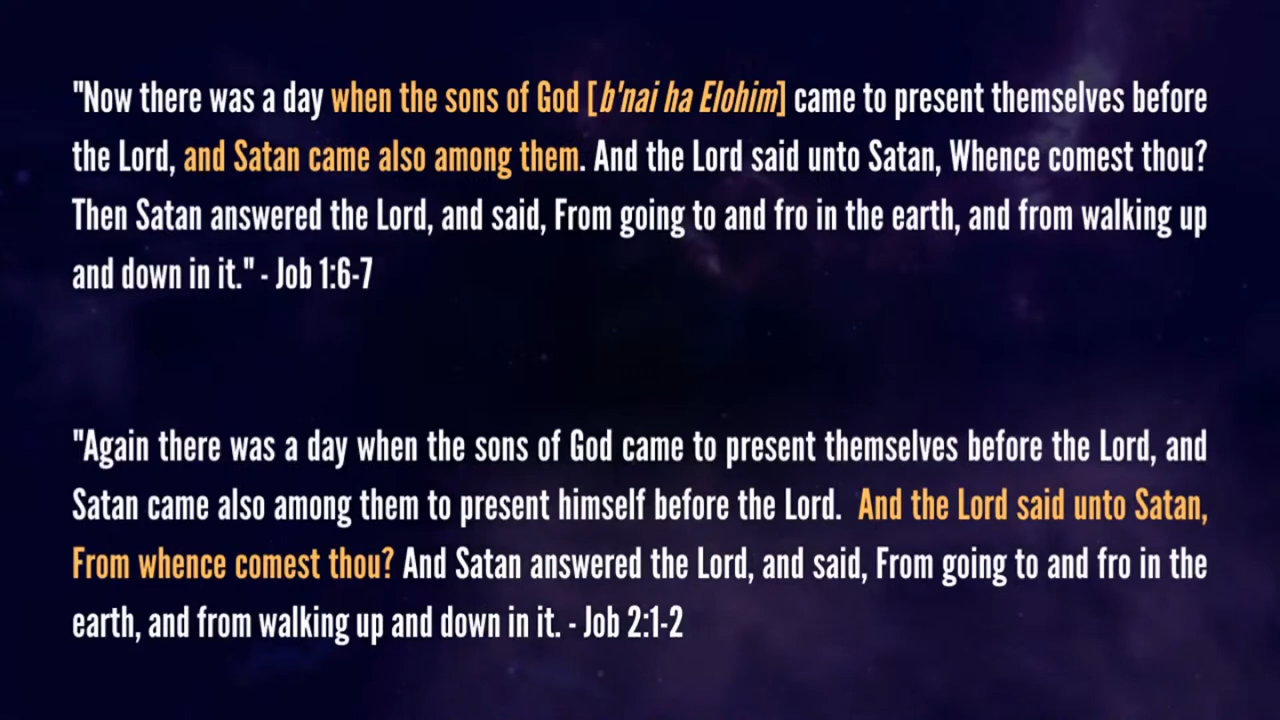 "Now there was a day when the sons of God [b'nai ha Elohim] came to present themselves before
the Lord, and Satan came also among them. And the Lord said unto Satan, Whence comest thou?
Then Satan answered the Lord, and said, From going to and fro in the earth, and from walking up
and down in it." - Job 1:6-7
"Again there was a day when the sons of God came to present themselves before the Lord, and
Satan came also among them to present himself before the Lord. And the Lord said unto Satan,
From whence comest thou? And Satan answered the Lord, and said, From going to and fro in the
earth, and from walking up and down in it. - Job 2:1-2